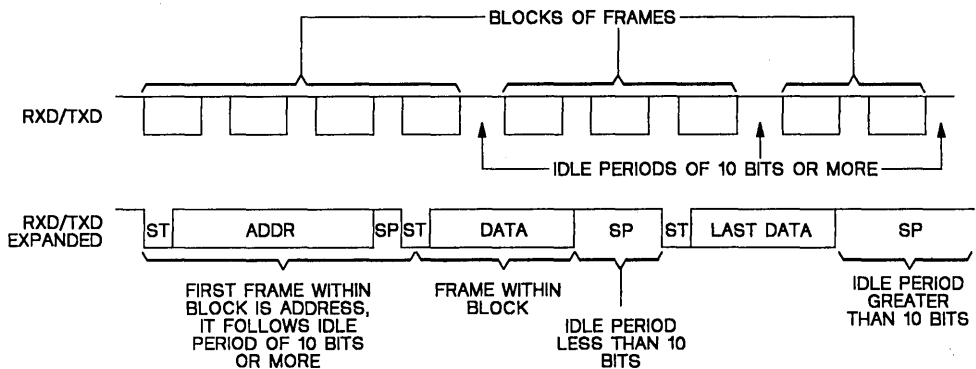 BLOCKS OF FRAMES
RXD/TXD
IDLE PERIODS OF 10 BITS OR MORE
RXD/TXD
EXPANDED
ST
ADDR
SP
ST
DATA
SP
ST
LAST DATA
SP
FIRST FRAME WITHIN
BLOCK IS ADDRESS,
IT FOLLOWS IDLE
PERIOD OF 10 BITS
OR MORE
FRAME WITHIN
BLOCK
IDLE PERIOD
LESS THAN 10
BITS
IDLE PERIOD
GREATER
THAN 10 BITS